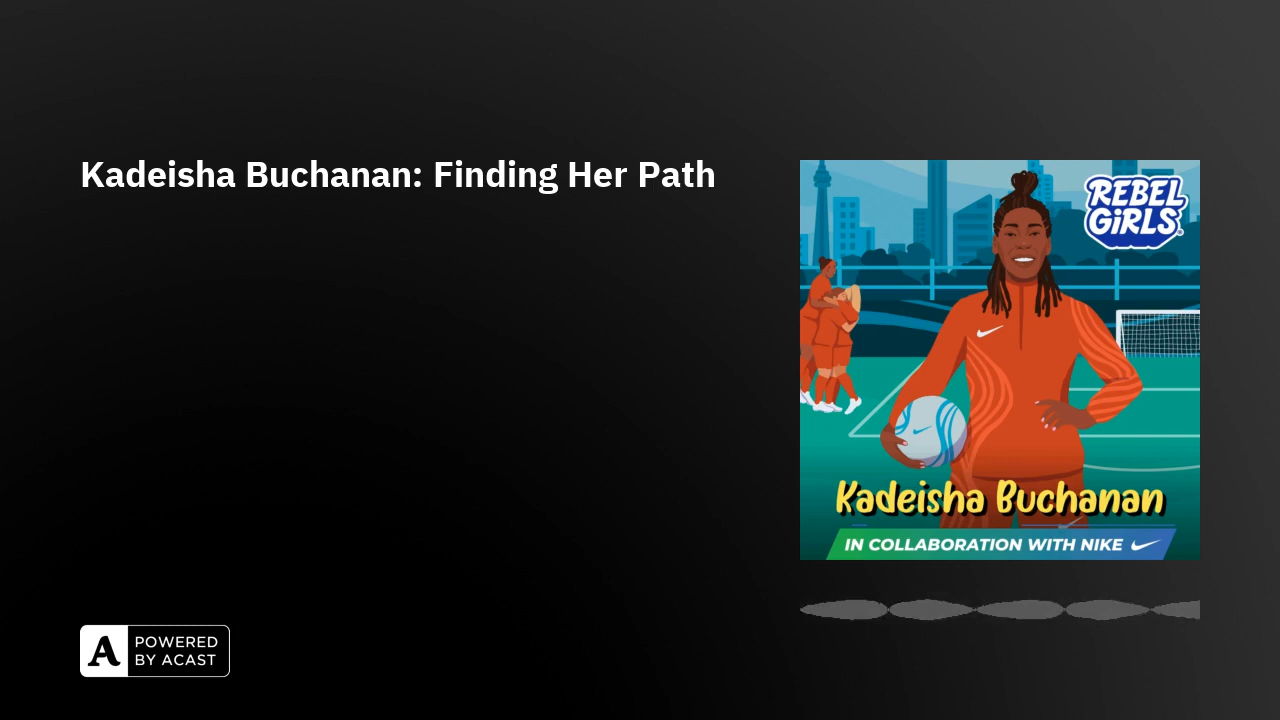 Kadeisha Buchanan: Finding Her Path
REBEL
GiRLS
Kadeisha Buchanan
IN COLLABORATION WITH NIKE
A POWERED
BY ACAST